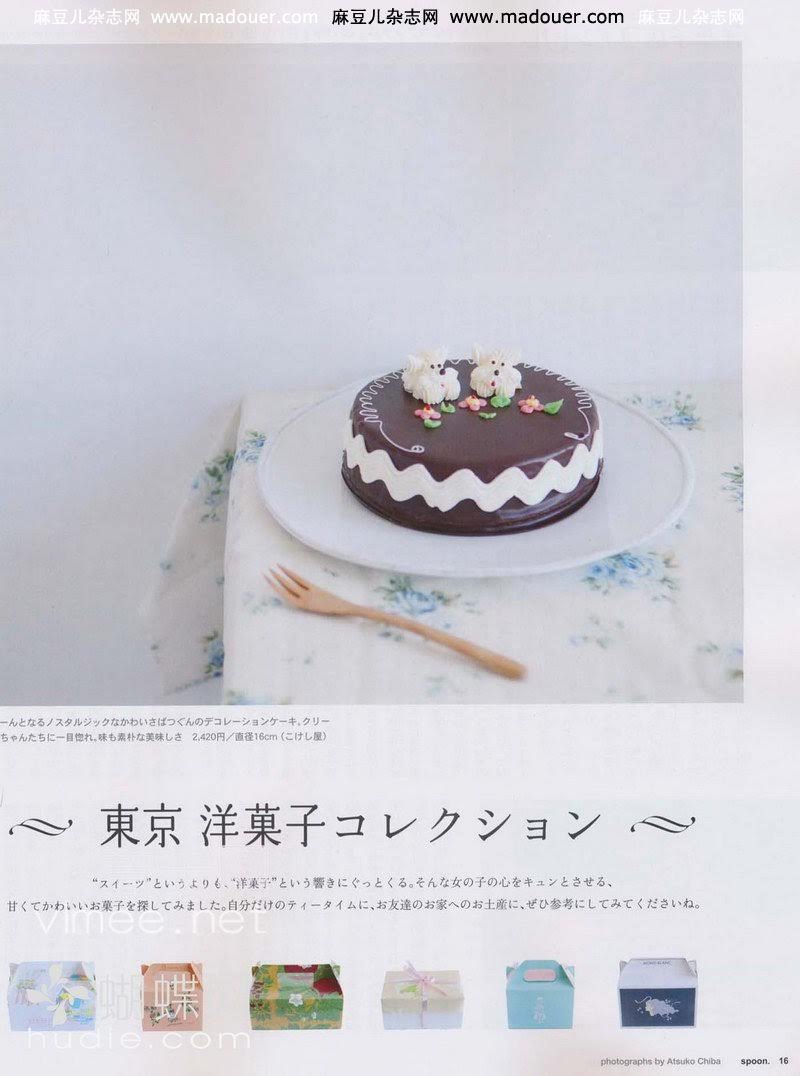 麻豆儿杂志网 www.madouer.com 麻豆儿杂志网 www.madouer.com 麻豆儿杂志网
ーんとなるノスタルジックなかわいさばつぐんのデコレーションケーキ。クリー
ちゃんたちに一目惚れ。味も素朴な美味しさ 2,420円／直径16cm（こけし屋）
東京 洋菓子コレクション
“スイーツ”というよりも、“洋菓子”という響きにぐっとくる。そんな女の子の心をキュンとさせる、
甘くてかわいいお菓子を探してみました。自分だけのティータイムに、お友達のお家へのお土産に、ぜひ参考にしてみてくださいね。
vimee.net
蝴蝶
hudie.com
MONT-BLANC
photographs by Atsuko Chiba spoon. 16